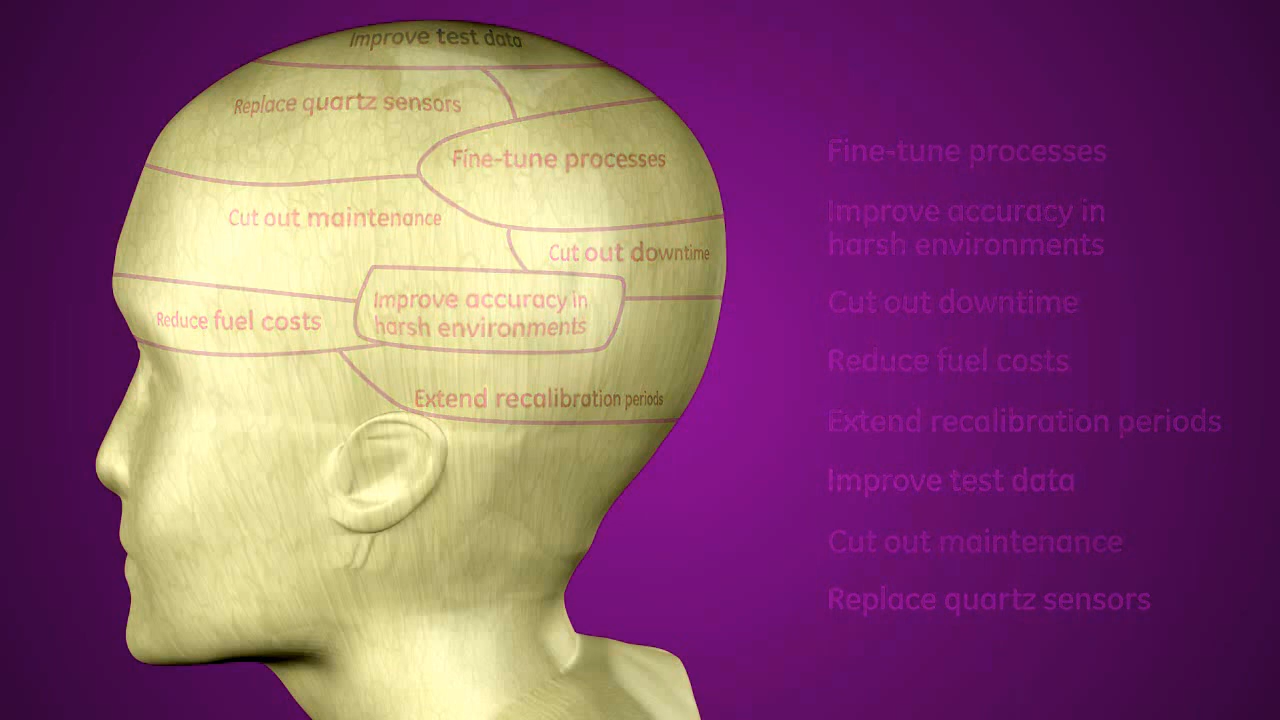 Improve test data
Replace quartz sensors
Fine-tune processes
Cut out maintenance
Cut out downtime
Improve accuracy in
harsh environments
Reduce fuel costs
Extend recalibration periods
Fine-tune processes
Improve accuracy in
harsh environments
Cut out downtime
Reduce fuel costs
Extend recalibration periods
Improve test data
Cut out maintenance
Replace quartz sensors